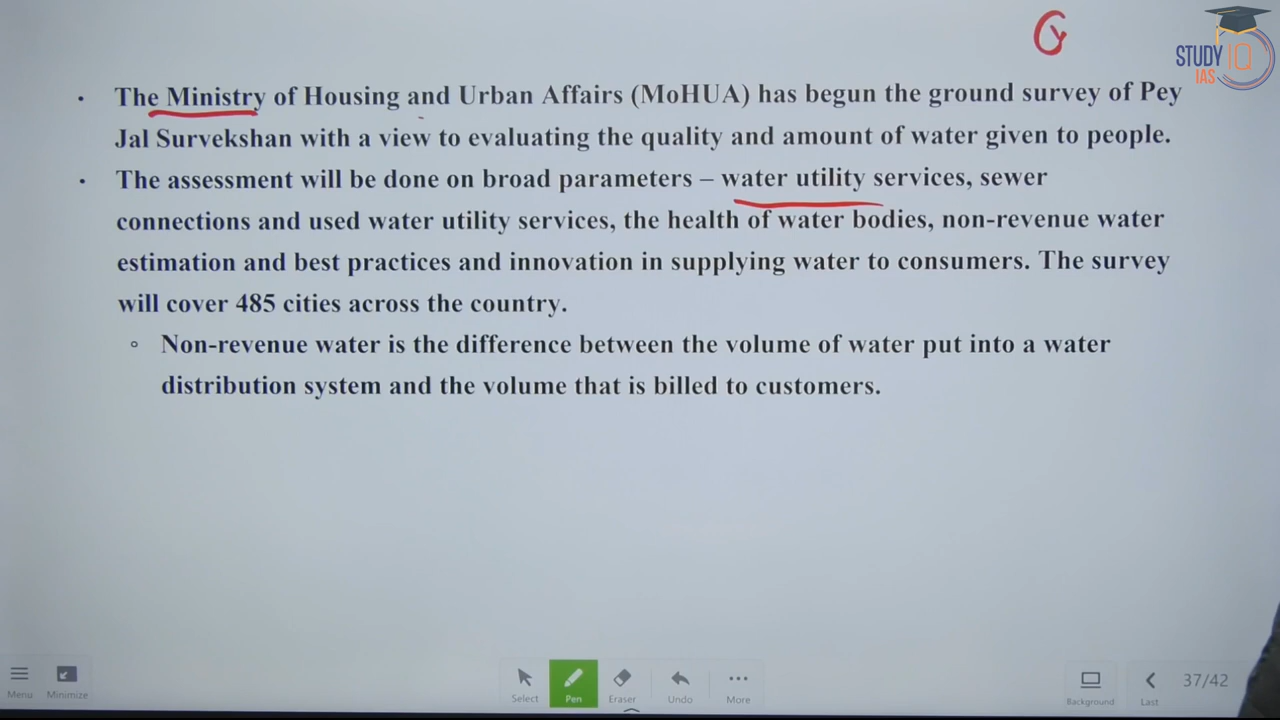 STUDY IQ
IAS
• The Ministry of Housing and Urban Affairs (MoHUA) has begun the ground survey of Pey
Jal Survekshan with a view to evaluating the quality and amount of water given to people.
• The assessment will be done on broad parameters – water utility services, sewer
connections and used water utility services, the health of water bodies, non-revenue water
estimation and best practices and innovation in supplying water to consumers. The survey
will cover 485 cities across the country.
◦ Non-revenue water is the difference between the volume of water put into a water
distribution system and the volume that is billed to customers.
Menu
Minimize
Select
Pen
Eraser
Undo
More
Background
Last
37/42